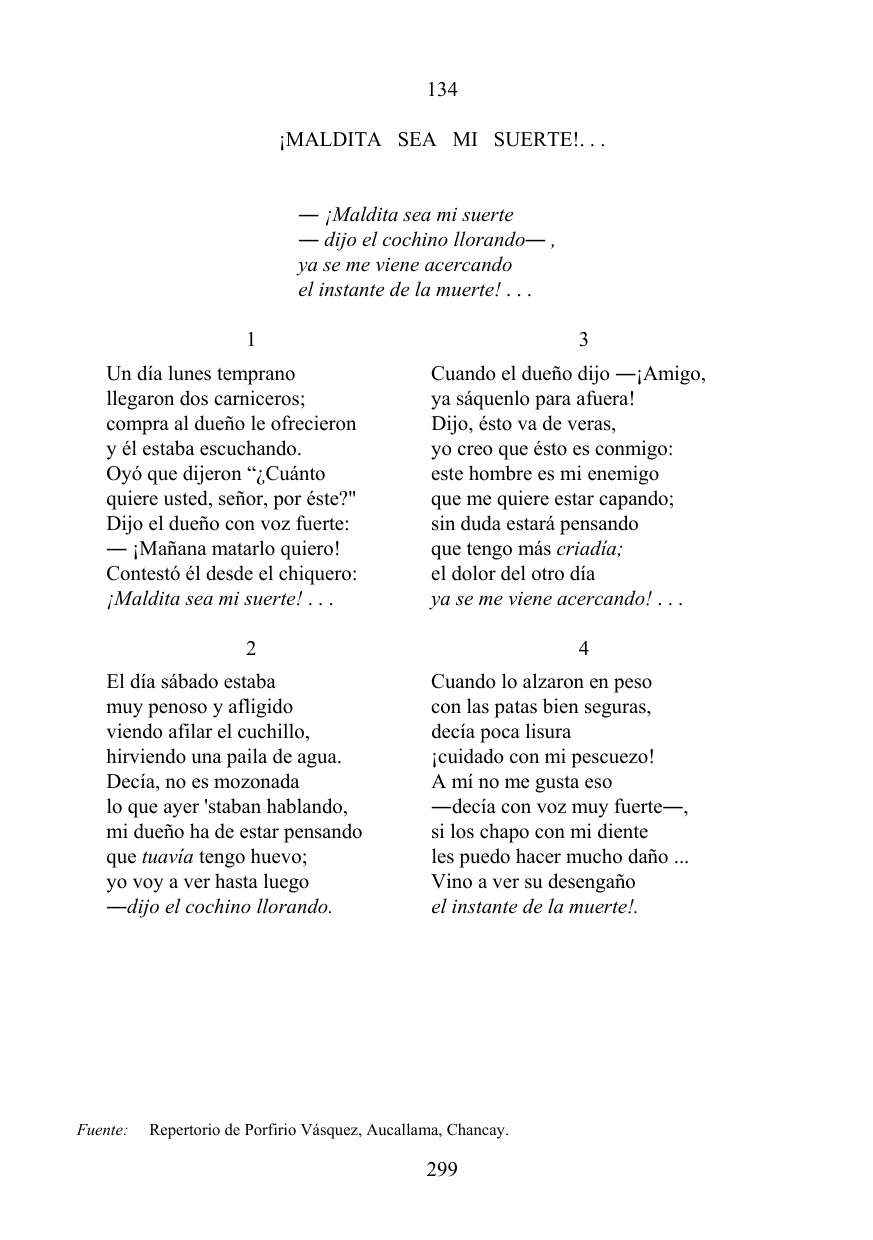 134
¡MALDITA SEA MI SUERTE!. . .
— ¡Maldita sea mi suerte
— dijo el cochino llorando— ,
ya se me viene acercando
el instante de la muerte! . . .
1
Un día lunes temprano
llegaron dos carniceros;
compra al dueño le ofrecieron
y él estaba escuchando.
Oyó que dijeron “¿Cuánto
quiere usted, señor, por éste?"
Dijo el dueño con voz fuerte:
— ¡Mañana matarlo quiero!
Contestó él desde el chiquero:
¡Maldita sea mi suerte! . . .
2
El día sábado estaba
muy penoso y afligido
viendo afilar el cuchillo,
hirviendo una paila de agua.
Decía, no es mozonada
lo que ayer 'staban hablando,
mi dueño ha de estar pensando
que tuavía tengo huevo;
yo voy a ver hasta luego
—dijo el cochino llorando.
3
Cuando el dueño dijo —¡Amigo,
ya sáquenlo para afuera!
Dijo, ésto va de veras,
yo creo que ésto es conmigo:
este hombre es mi enemigo
que me quiere estar capando;
sin duda estará pensando
que tengo más criadía;
el dolor del otro día
ya se me viene acercando! . . .
4
Cuando lo alzaron en peso
con las patas bien seguras,
decía poca lisura
¡cuidado con mi pescuezo!
A mí no me gusta eso
—decía con voz muy fuerte—,
si los chapo con mi diente
les puedo hacer mucho daño ...
Vino a ver su desengaño
el instante de la muerte!.
Fuente: Repertorio de Porfirio Vásquez, Aucallama, Chancay.
299